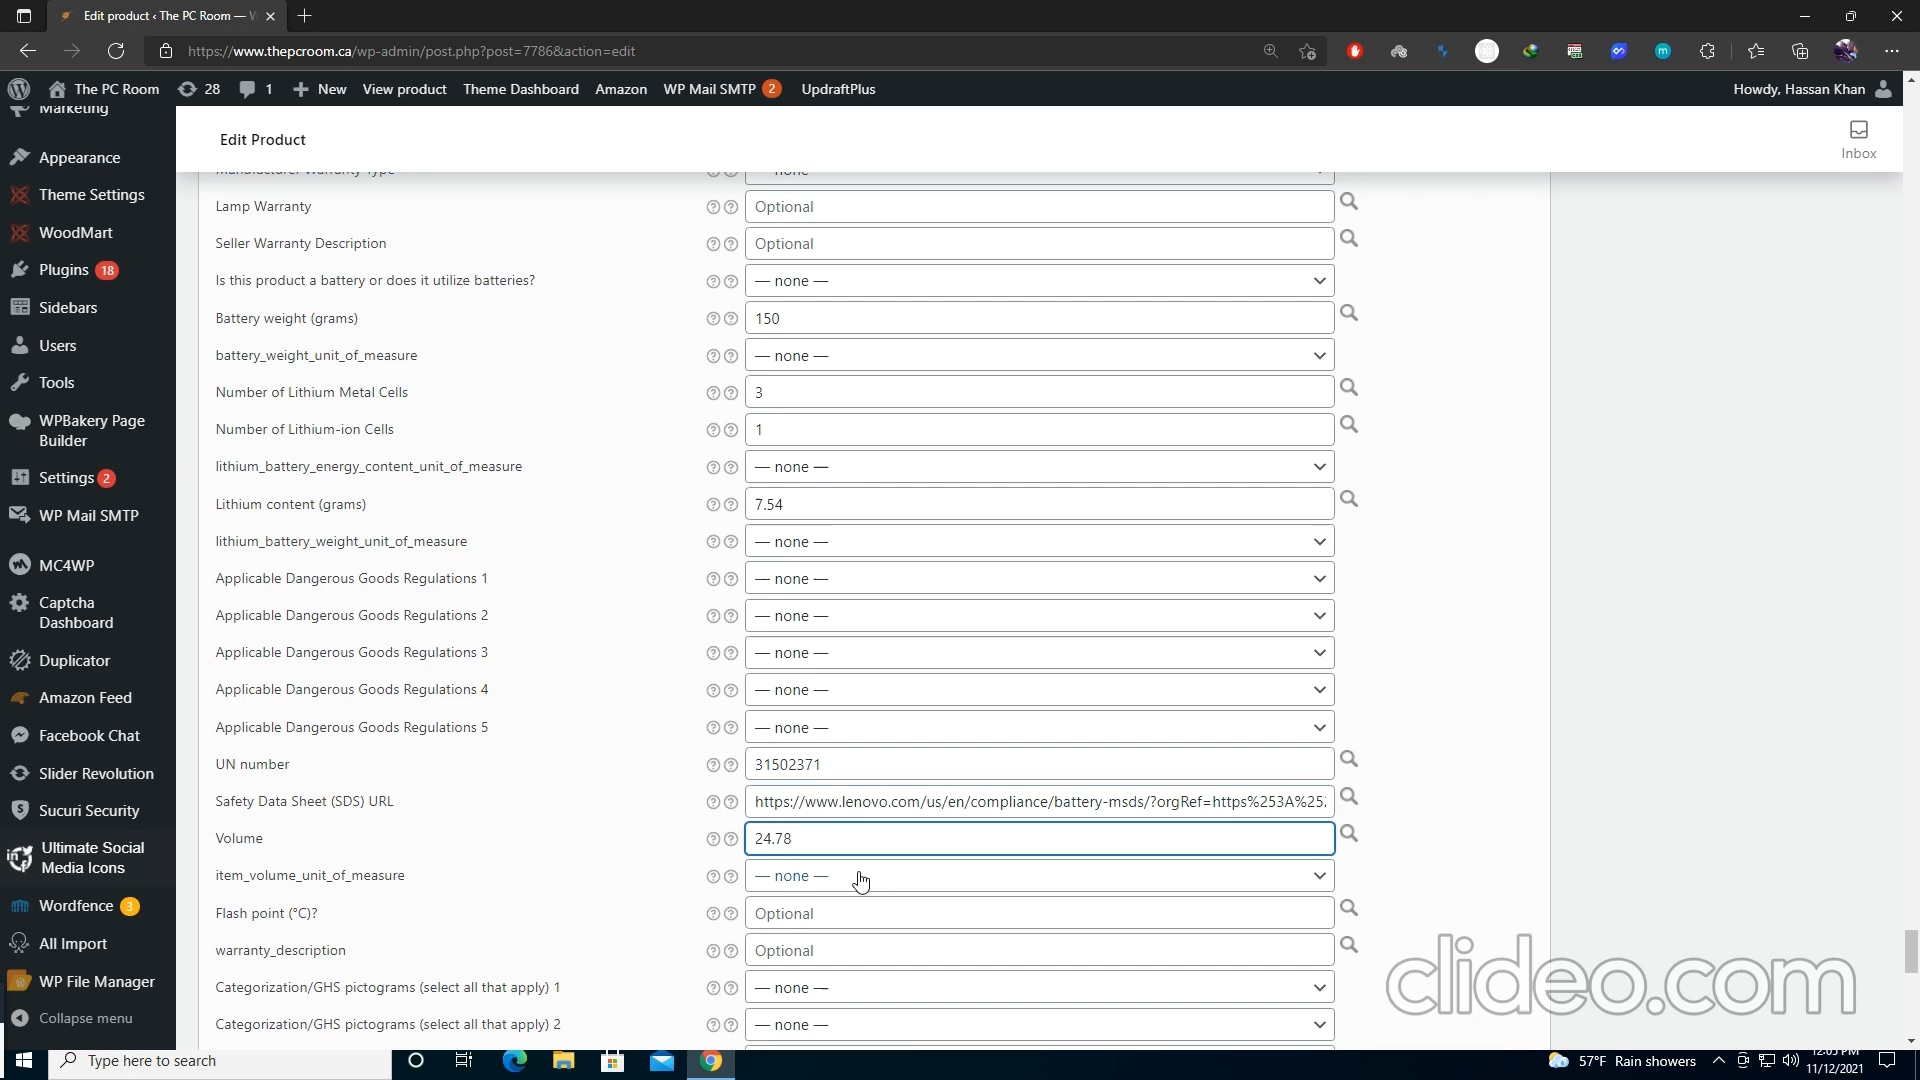 Edit product ‹ The PC Room — W
https://www.thepcroom.ca/wp-admin/post.php?post=7786&action=edit
The PC Room 28 1 New View product Theme Dashboard Amazon WP Mail SMTP 2 UpdraftPlus Howdy, Hassan Khan
Marketing
Edit Product
Inbox
Appearance
Theme Settings
WoodMart
Plugins 18
Sidebars
Users
Tools
WPBakery Page
Builder
Settings 2
WP Mail SMTP
MC4WP
Captcha
Dashboard
Duplicator
Amazon Feed
Facebook Chat
Slider Revolution
Sucuri Security
Ultimate Social
Media Icons
Wordfence 3
All Import
WP File Manager
Collapse menu
Manufacturer Warranty Type — none —
Lamp Warranty Optional
Seller Warranty Description Optional
Is this product a battery or does it utilize batteries? — none —
Battery weight (grams) 150
battery_weight_unit_of_measure — none —
Number of Lithium Metal Cells 3
Number of Lithium-ion Cells 1
lithium_battery_energy_content_unit_of_measure — none —
Lithium content (grams) 7.54
lithium_battery_weight_unit_of_measure — none —
Applicable Dangerous Goods Regulations 1 — none —
Applicable Dangerous Goods Regulations 2 — none —
Applicable Dangerous Goods Regulations 3 — none —
Applicable Dangerous Goods Regulations 4 — none —
Applicable Dangerous Goods Regulations 5 — none —
UN number 31502371
Safety Data Sheet (SDS) URL https://www.lenovo.com/us/en/compliance/battery-msds/?orgRef=https%253A%252
Volume 24.78
item_volume_unit_of_measure — none —
Flash point (°C)? Optional
warranty_description Optional
Categorization/GHS pictograms (select all that apply) 1 — none —
Categorization/GHS pictograms (select all that apply) 2 — none —
clideo.com
Type here to search
57°F Rain showers
12:05 PM
11/12/2021